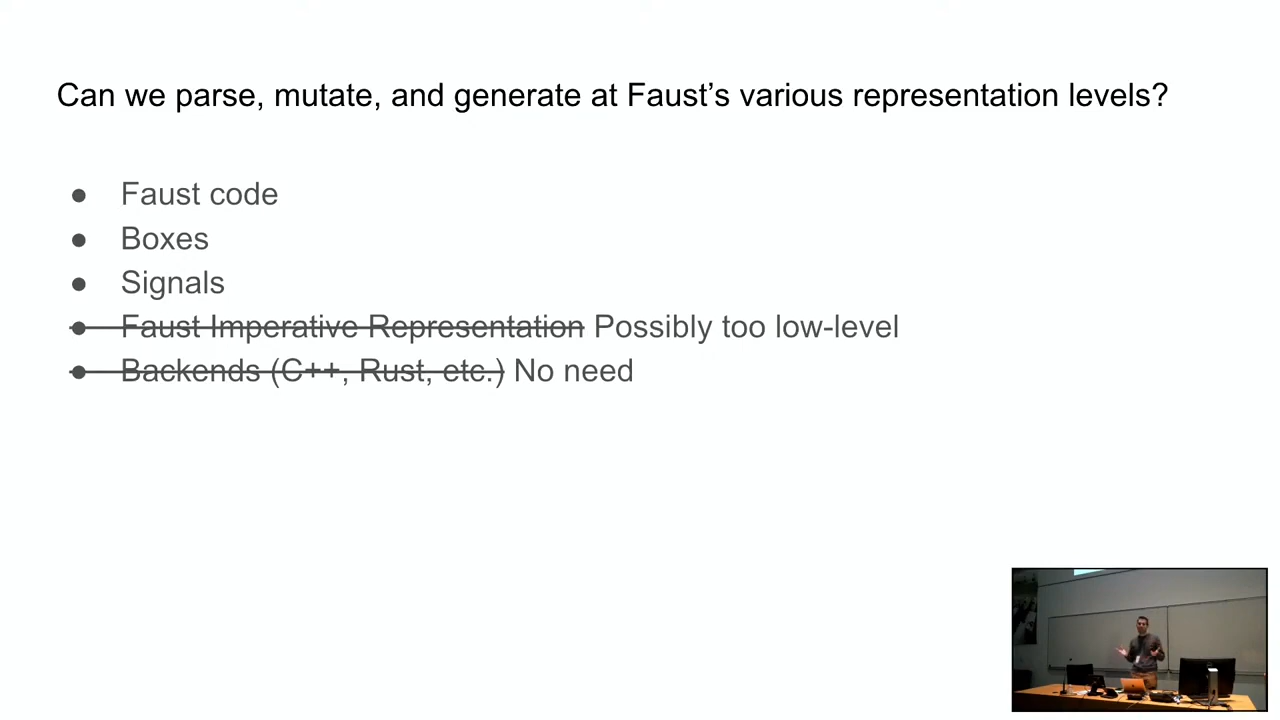 Can we parse, mutate, and generate at Faust's various representation levels?
● Faust code
● Boxes
● Signals
● Faust Imperative Representation Possibly too low-level
● Backends (C++, Rust, etc.) No need